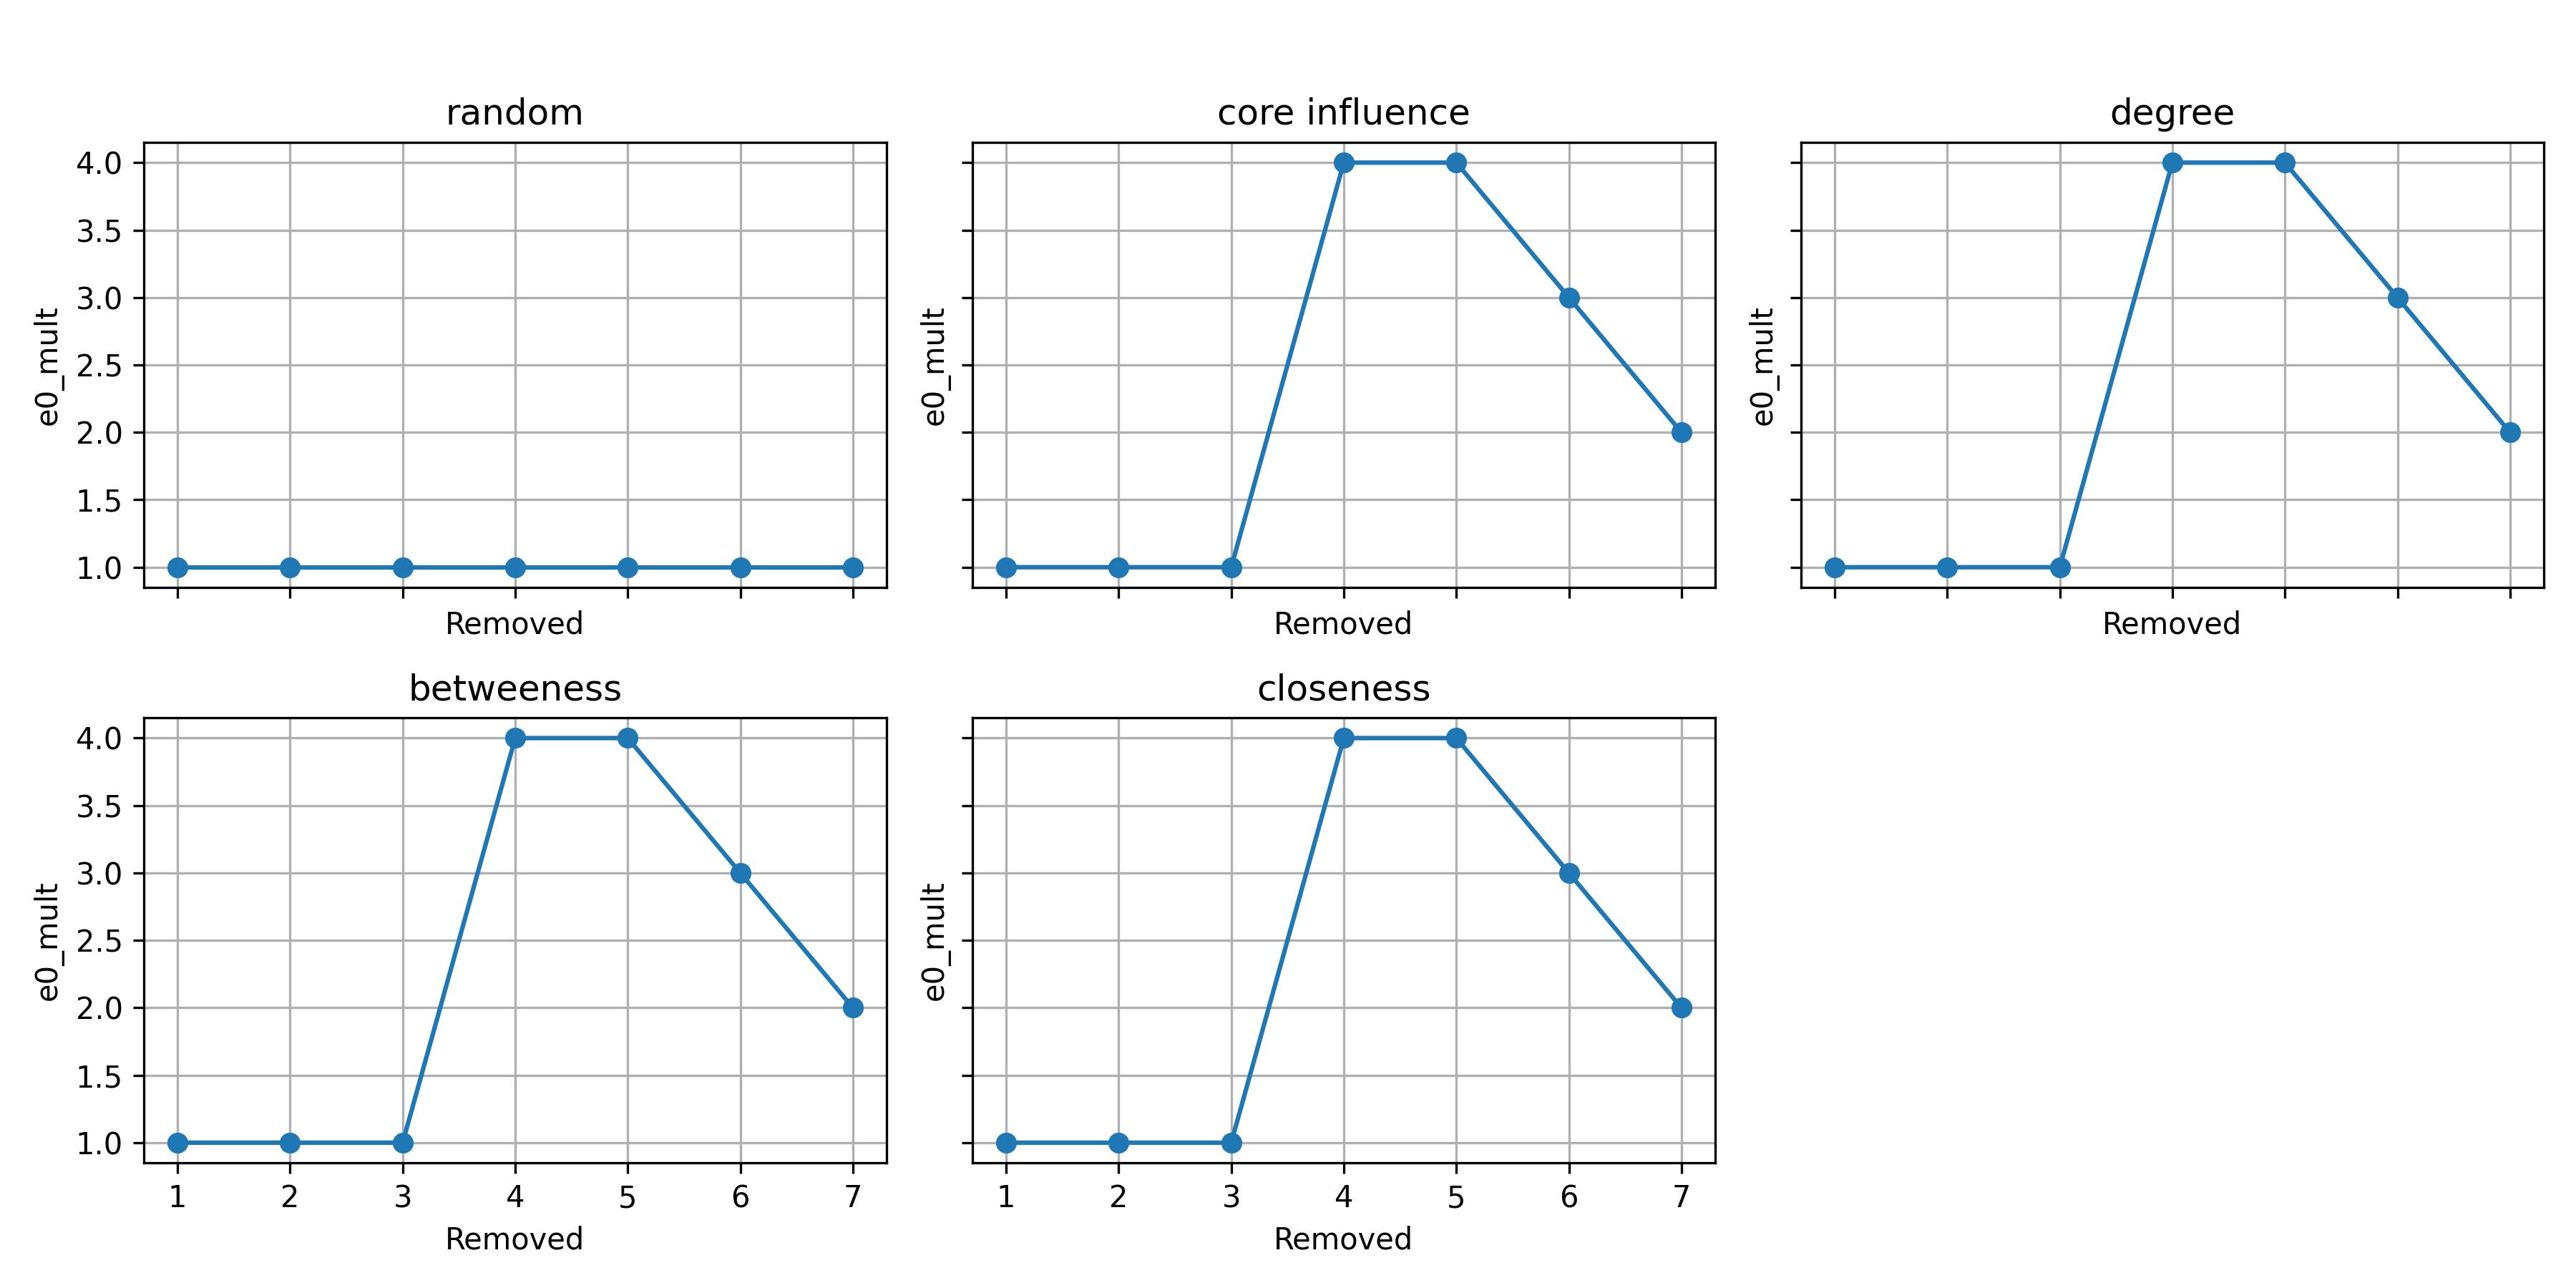 random
core influence
degree
4.0
3.5
3.0
2.5
2.0
1.5
1.0
e0_mult
e0_mult
e0_mult
Removed
Removed
Removed
betweeness
closeness
4.0
3.5
3.0
2.5
2.0
1.5
1.0
e0_mult
e0_mult
1 2 3 4 5 6 7
1 2 3 4 5 6 7
Removed
Removed